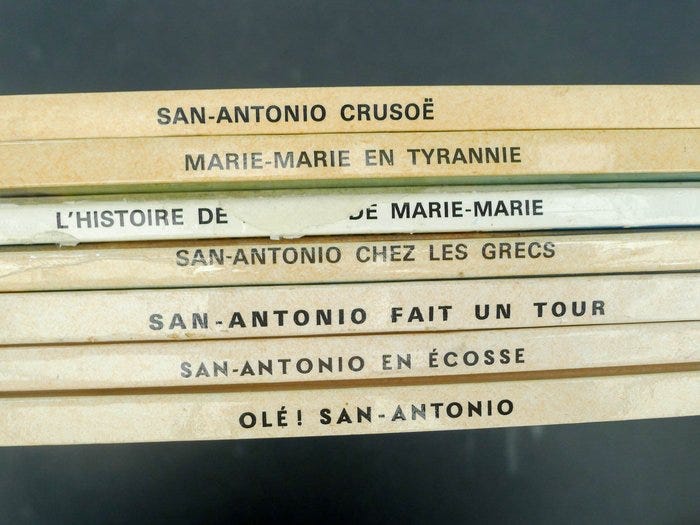 SAN-ANTONIO CRUSOË
MARIE-MARIE EN TYRANNIE
L'HISTOIRE DE DE MARIE-MARIE
SAN-ANTONIO CHEZ LES GRECS
SAN-ANTONIO FAIT UN TOUR
SAN-ANTONIO EN ÉCOSSE
OLÉ! SAN-ANTONIO